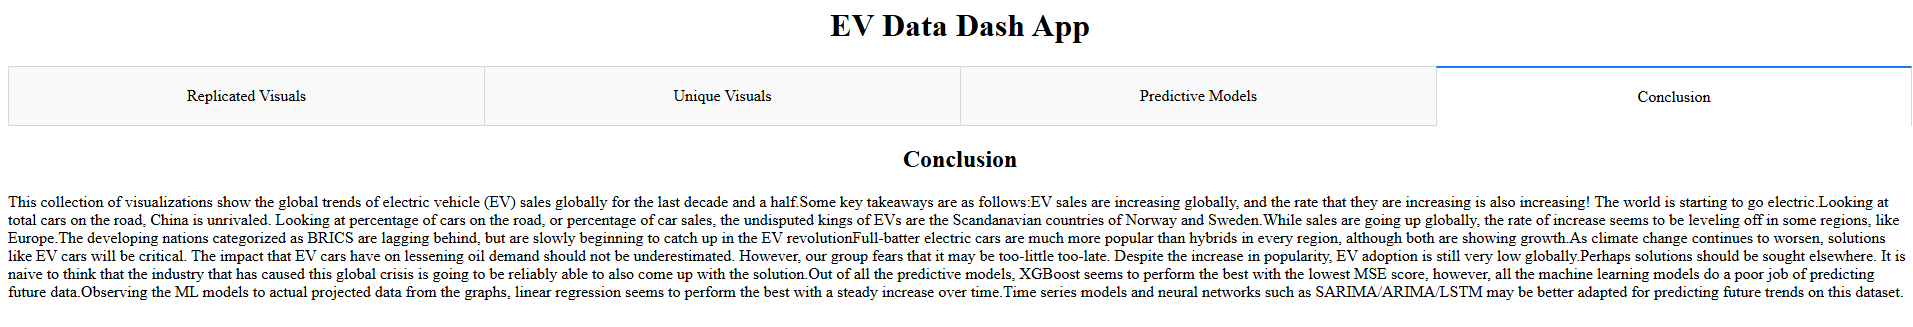 EV Data Dash App
Replicated Visuals
Unique Visuals
Predictive Models
Conclusion
Conclusion
This collection of visualizations show the global trends of electric vehicle (EV) sales globally for the last decade and a half.Some key takeaways are as follows:EV sales are increasing globally, and the rate that they are increasing is also increasing! The world is starting to go electric.Looking at
total cars on the road, China is unrivaled. Looking at percentage of cars on the road, or percentage of car sales, the undisputed kings of EVs are the Scandanavian countries of Norway and Sweden.While sales are going up globally, the rate of increase seems to be leveling off in some regions, like
Europe.The developing nations categorized as BRICS are lagging behind, but are slowly beginning to catch up in the EV revolutionFull-batter electric cars are much more popular than hybrids in every region, although both are showing growth.As climate change continues to worsen, solutions
like EV cars will be critical. The impact that EV cars have on lessening oil demand should not be underestimated. However, our group fears that it may be too-little too-late. Despite the increase in popularity, EV adoption is still very low globally.Perhaps solutions should be sought elsewhere. It is
naive to think that the industry that has caused this global crisis is going to be reliably able to also come up with the solution.Out of all the predictive models, XGBoost seems to perform the best with the lowest MSE score, however, all the machine learning models do a poor job of predicting
future data.Observing the ML models to actual projected data from the graphs, linear regression seems to perform the best with a steady increase over time.Time series models and neural networks such as SARIMA/ARIMA/LSTM may be better adapted for predicting future trends on this dataset.